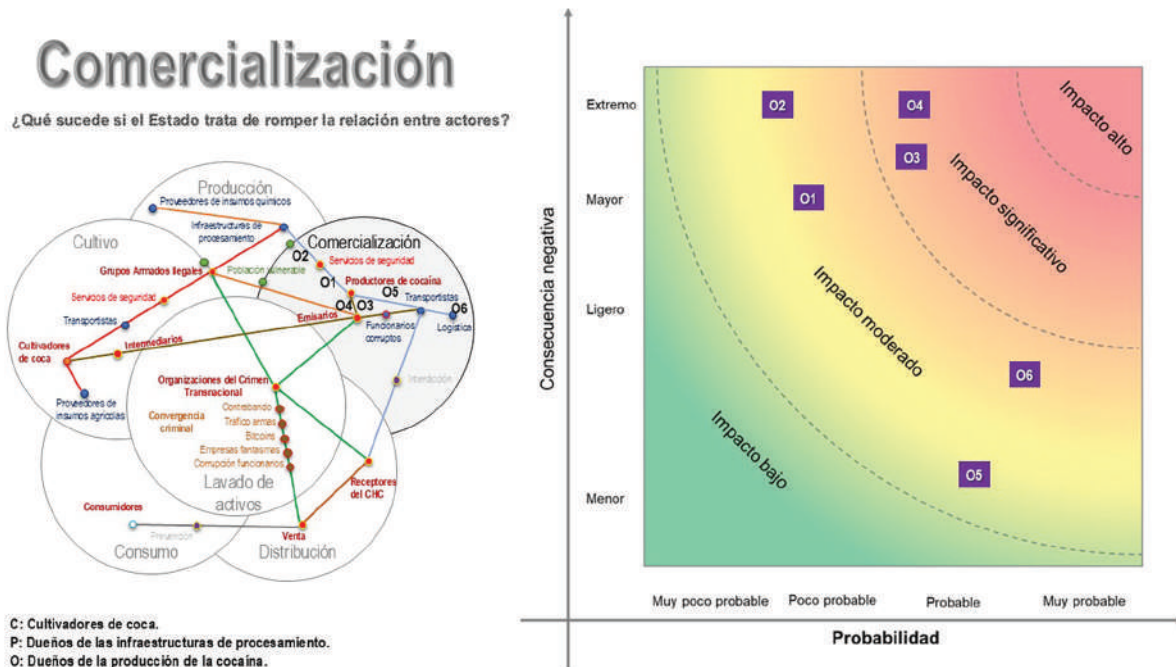 Comercialización
¿Qué sucede si el Estado trata de romper la relación entre actores?
Producción
Proveedores de insumos químicos
Infraestructuras de
procesamiento
Cultivo
Comercialización
O2
Grupos Armados Ilegales
Población vulnerable
Servicios de seguridad
O1
Productores de cocaína
O5
Servicios de seguridad
O4
O3
Transportistas
O6
Transportistas
Emisarios
Funcionarios
corruptos
Logística
Cultivadores
de coca
Intermediarios
Interdicción
Organizaciones del Crimen
Transnacional
Proveedores de
insumos agrícolas
Convergencia
criminal
Contrabando
Tráfico armas
Bitcoins
Empresas fantasmas
Corrupción funcionarios
Lavado de
activos
Receptores
del CHC
Consumidores
Prevención
Venta
Consumo
Distribución
C: Cultivadores de coca.
P: Dueños de las infraestructuras de procesamiento.
O: Dueños de la producción de la cocaína.
Consecuencia negativa
Extremo
Mayor
Ligero
Menor
O2
O4
O3
O1
O6
O5
Impacto alto
Impacto significativo
Impacto moderado
Impacto bajo
Muy poco probable
Poco probable
Probable
Muy probable
Probabilidad